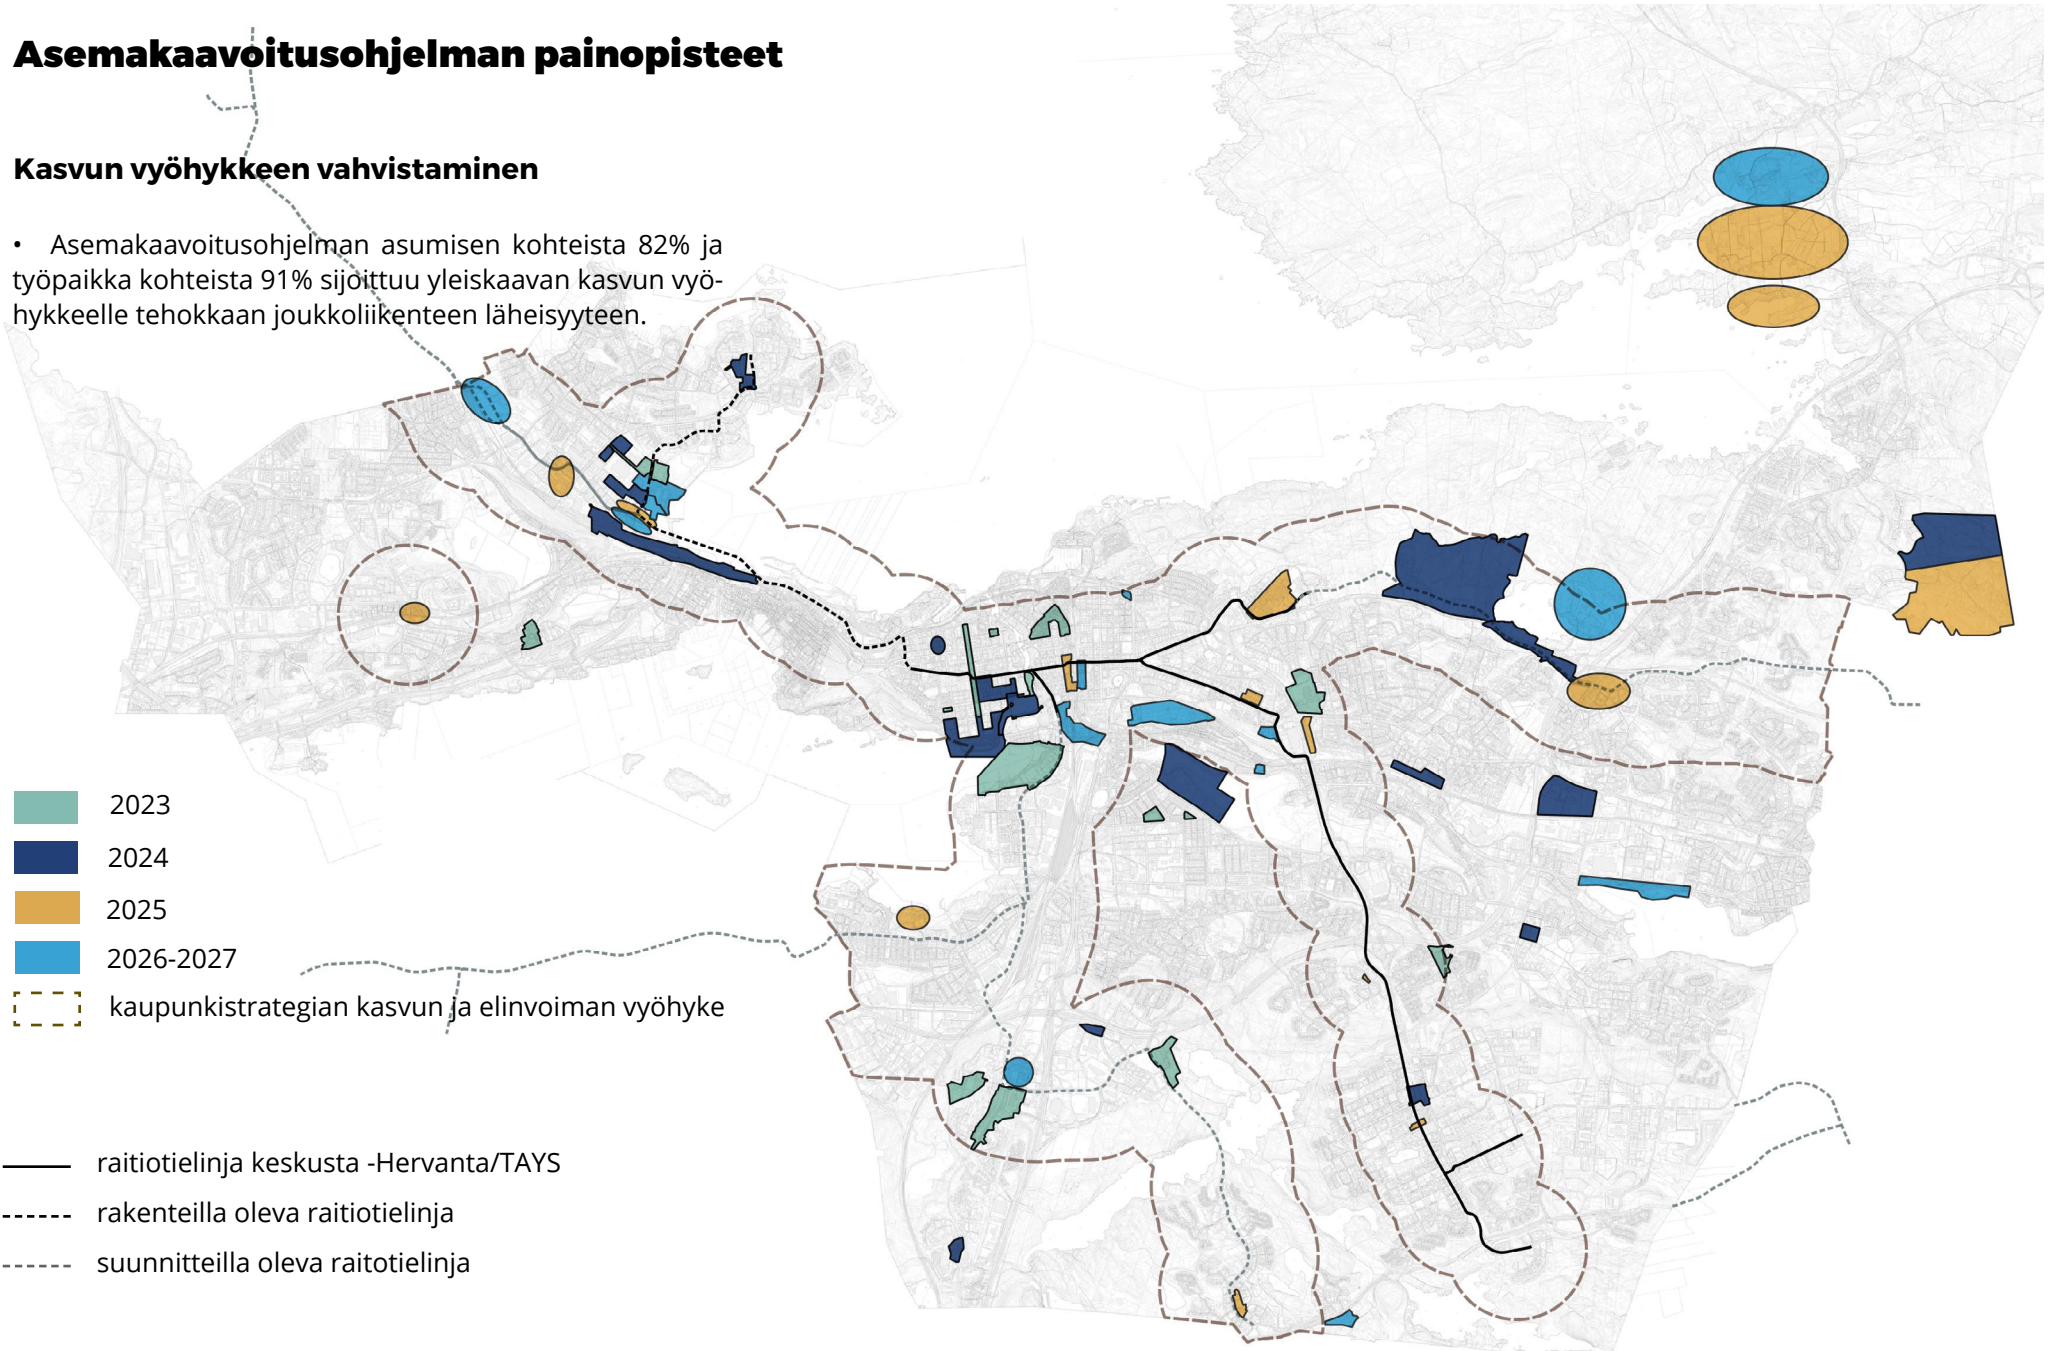 Asemakaavoitusohjelman painopisteet
Kasvun vyöhykkeen vahvistaminen
• Asemakaavoitusohjelman asumisen kohteista 82% ja
työpaikka kohteista 91% sijoittuu yleiskaavan kasvun vyö-
hykkeelle tehokkaan joukkoliikenteen läheisyyteen.
2023
2024
2025
2026-2027
kaupunkistrategian kasvun ja elinvoiman vyöhyke
raitiotielinja keskusta -Hervanta/TAYS
rakenteilla oleva raitiotielinja
suunnitteilla oleva raitotielinja